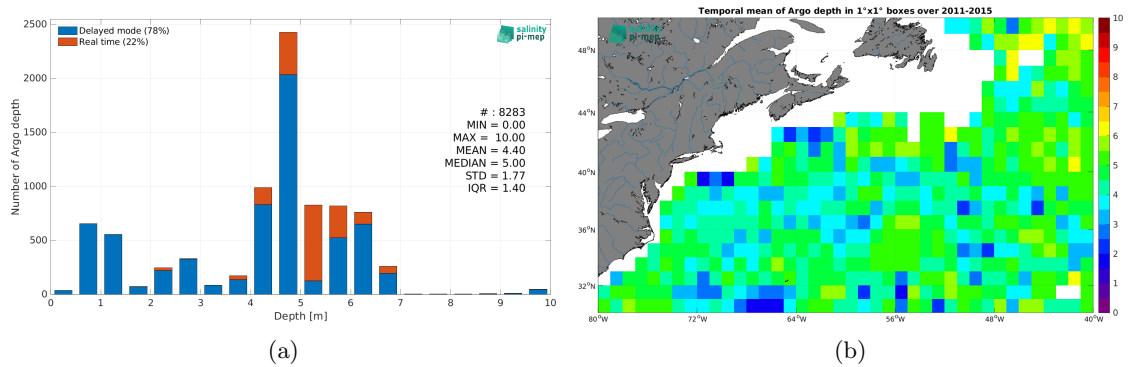 Delayed mode (78%)
Real time (22%)
salinity
pi-mep
# : 8283
MIN = 0.00
MAX = 10.00
MEAN = 4.40
MEDIAN = 5.00
STD = 1.77
IQR = 1.40
Number of Argo depth
2500
2000
1500
1000
500
0
0 1 2 3 4 5 6 7 8 9 10
Depth [m]
(a)
Temporal mean of Argo depth in 1°x1° boxes over 2011-2015
salinity
pi-mep
48°N
44°N
40°N
36°N
32°N
80°W 72°W 64°W 56°W 48°W 40°W
10
9
8
7
6
5
4
3
2
1
0
(b)